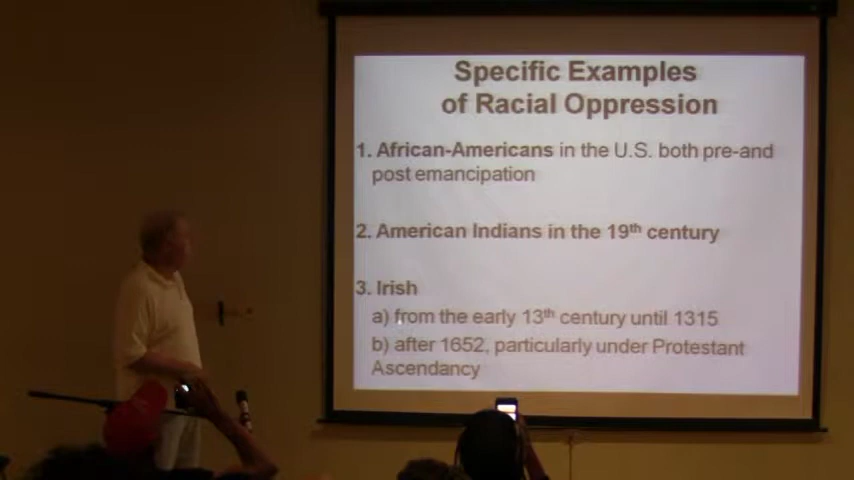 Specific Examples
of Racial Oppression
1. African-Americans in the U.S. both pre-and
post emancipation
2. American Indians in the 19th century
3. Irish
a) from the early 13th century until 1315
b) after 1652, particularly under Protestant
Ascendancy